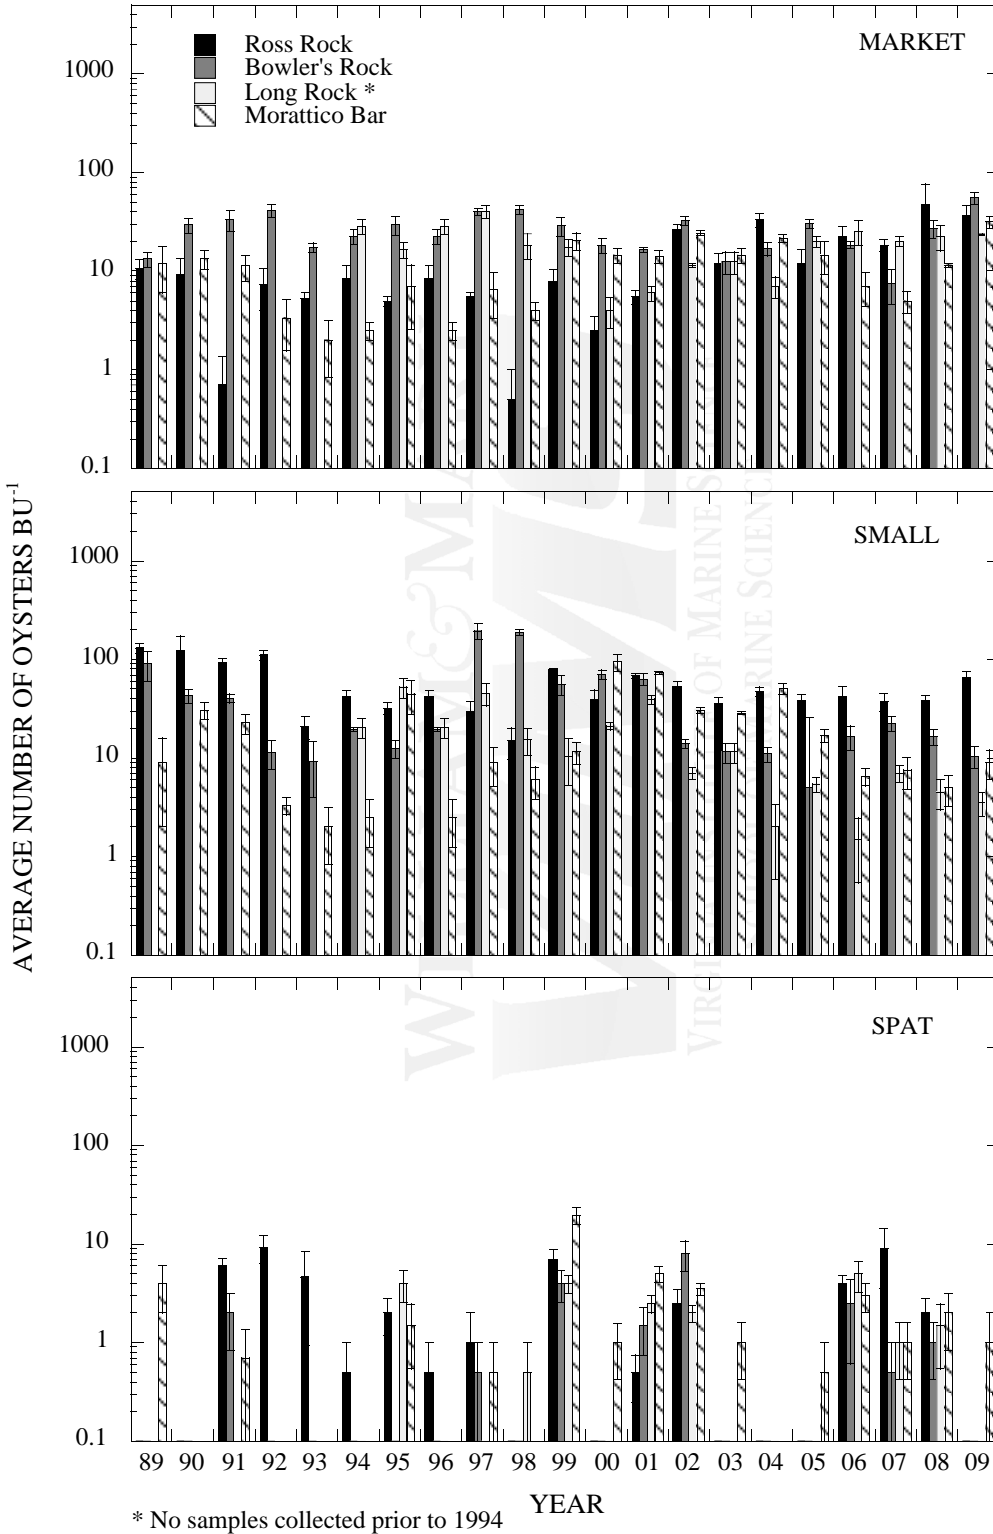 MARKET
Ross Rock
Bowler's Rock
Long Rock *
Morattico Bar
1000
100
10
1
0.1
SMALL
1000
100
10
1
0.1
SPAT
1000
100
10
1
0.1
AVERAGE NUMBER OF OYSTERS BU-1
89 90 91 92 93 94 95 96 97 98 99 00 01 02 03 04 05 06 07 08 09
YEAR
* No samples collected prior to 1994